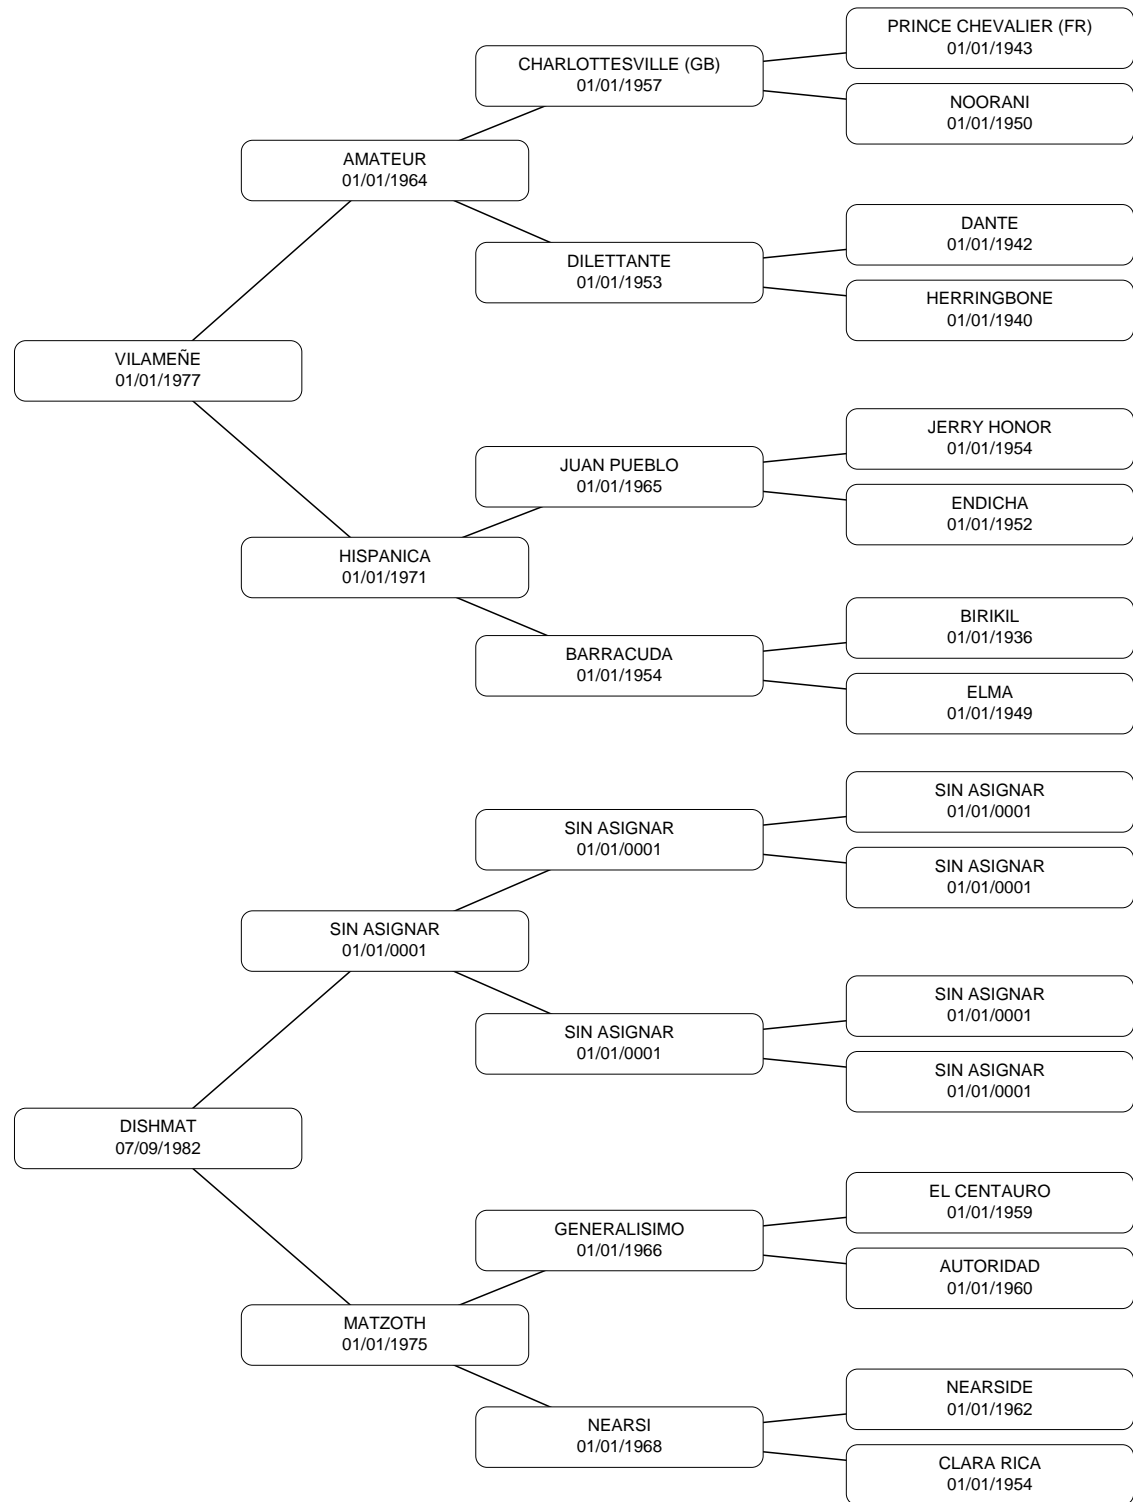 PRINCE CHEVALIER (FR)
01/01/1943
CHARLOTTESVILLE (GB)
01/01/1957
NOORANI
01/01/1950
AMATEUR
01/01/1964
DANTE
01/01/1942
DILETTANTE
01/01/1953
HERRINGBONE
01/01/1940
VILAMEÑE
01/01/1977
JERRY HONOR
01/01/1954
JUAN PUEBLO
01/01/1965
ENDICHA
01/01/1952
HISPANICA
01/01/1971
BIRIKIL
01/01/1936
BARRACUDA
01/01/1954
ELMA
01/01/1949
SIN ASIGNAR
01/01/0001
SIN ASIGNAR
01/01/0001
SIN ASIGNAR
01/01/0001
SIN ASIGNAR
01/01/0001
SIN ASIGNAR
01/01/0001
SIN ASIGNAR
01/01/0001
SIN ASIGNAR
01/01/0001
DISHMAT
07/09/1982
EL CENTAURO
01/01/1959
GENERALISIMO
01/01/1966
AUTORIDAD
01/01/1960
MATZOTH
01/01/1975
NEARSIDE
01/01/1962
NEARSI
01/01/1968
CLARA RICA
01/01/1954